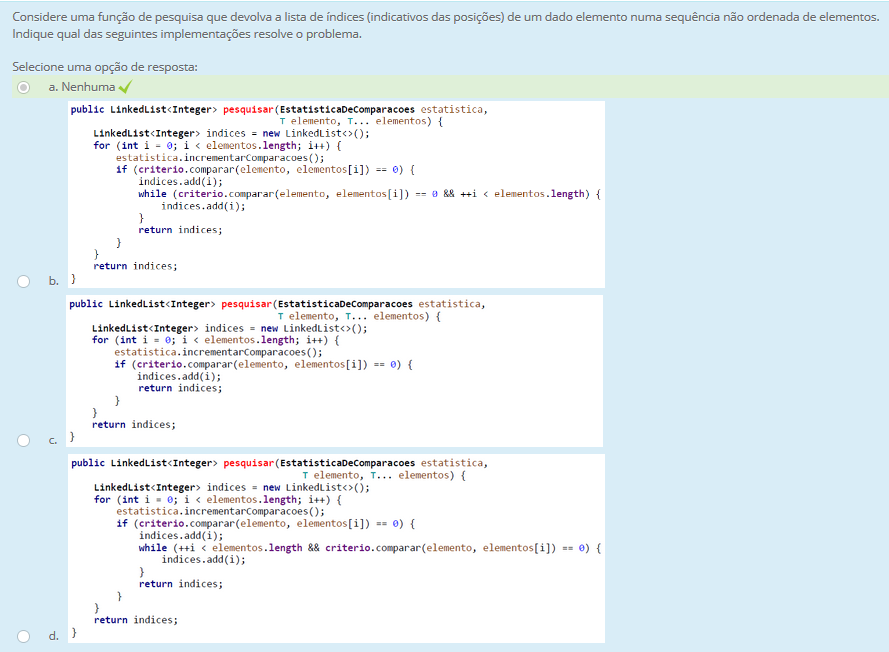 Considere uma função de pesquisa que devolva a lista de índices (indicativos das posições) de um dado elemento numa sequência não ordenada de elementos.
Indique qual das seguintes implementações resolve o problema.
Selecione uma opção de resposta:
a. Nenhuma
public LinkedList<Integer> pesquisar(EstatisticaDeComparacoes estatistica,
T elemento, T... elementos) {
LinkedList<Integer> indices = new LinkedList<>();
for (int i = 0; i < elementos.length; i++) {
estatistica.incrementarComparacoes();
if (criterio.comparar(elemento, elementos[i]) == 0) {
indices.add(i);
while (criterio.comparar(elemento, elementos[i]) == 0 && ++i < elementos.length) {
indices.add(i);
}
return indices;
}
}
return indices;
b. }
public LinkedList<Integer> pesquisar(EstatisticaDeComparacoes estatistica,
T elemento, T... elementos) {
LinkedList<Integer> indices = new LinkedList<>();
for (int i = 0; i < elementos.length; i++) {
estatistica.incrementarComparacoes();
if (criterio.comparar(elemento, elementos[i]) == 0) {
indices.add(i);
return indices;
}
}
return indices;
c. }
public LinkedList<Integer> pesquisar(EstatisticaDeComparacoes estatistica,
T elemento, T... elementos) {
LinkedList<Integer> indices = new LinkedList<>();
for (int i = 0; i < elementos.length; i++) {
estatistica.incrementarComparacoes();
if (criterio.comparar(elemento, elementos[i]) == 0) {
indices.add(i);
while (++i < elementos.length && criterio.comparar(elemento, elementos[i]) == 0) {
indices.add(i);
}
return indices;
}
}
return indices;
d. }